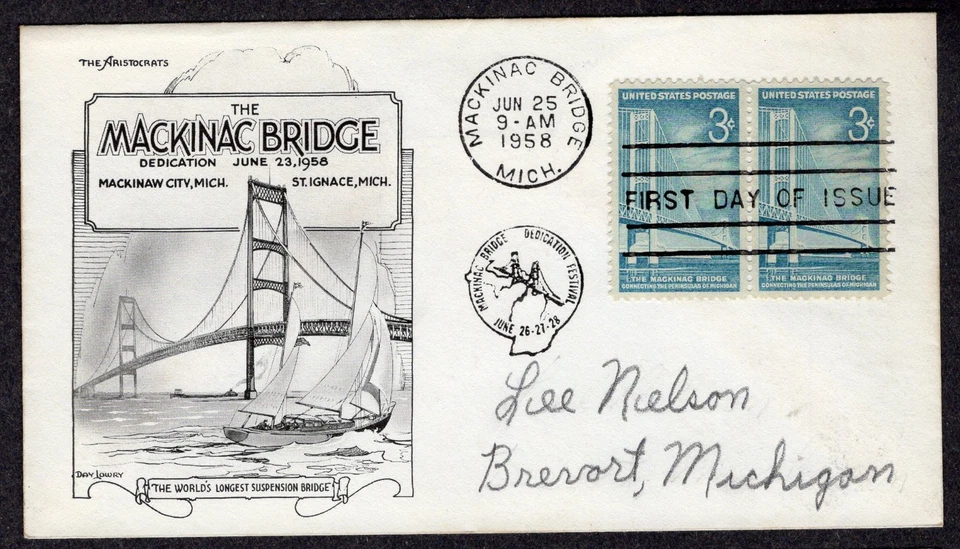 THE ARISTOCRATS
THE
MACKINAC BRIDGE
DEDICATION JUNE 23, 1958
MACKINAW CITY, MICH. ST. IGNACE, MICH.
DAY LOWRY
"THE WORLD'S LONGEST SUSPENSION BRIDGE"
MACKINAC BRIDGE
JUN 25
9-AM
1958
MICH.
MACKINAC BRIDGE DEDICATION FESTIVAL
JUNE 26-27-28
UNITED STATES POSTAGE
3¢
THE MACKINAC BRIDGE
CONNECTING THE PENINSULAS OF MICHIGAN
UNITED STATES POSTAGE
3¢
THE MACKINAC BRIDGE
CONNECTING THE PENINSULAS OF MICHIGAN
FIRST DAY OF ISSUE
Lee Nielson
Brevort, Michigan